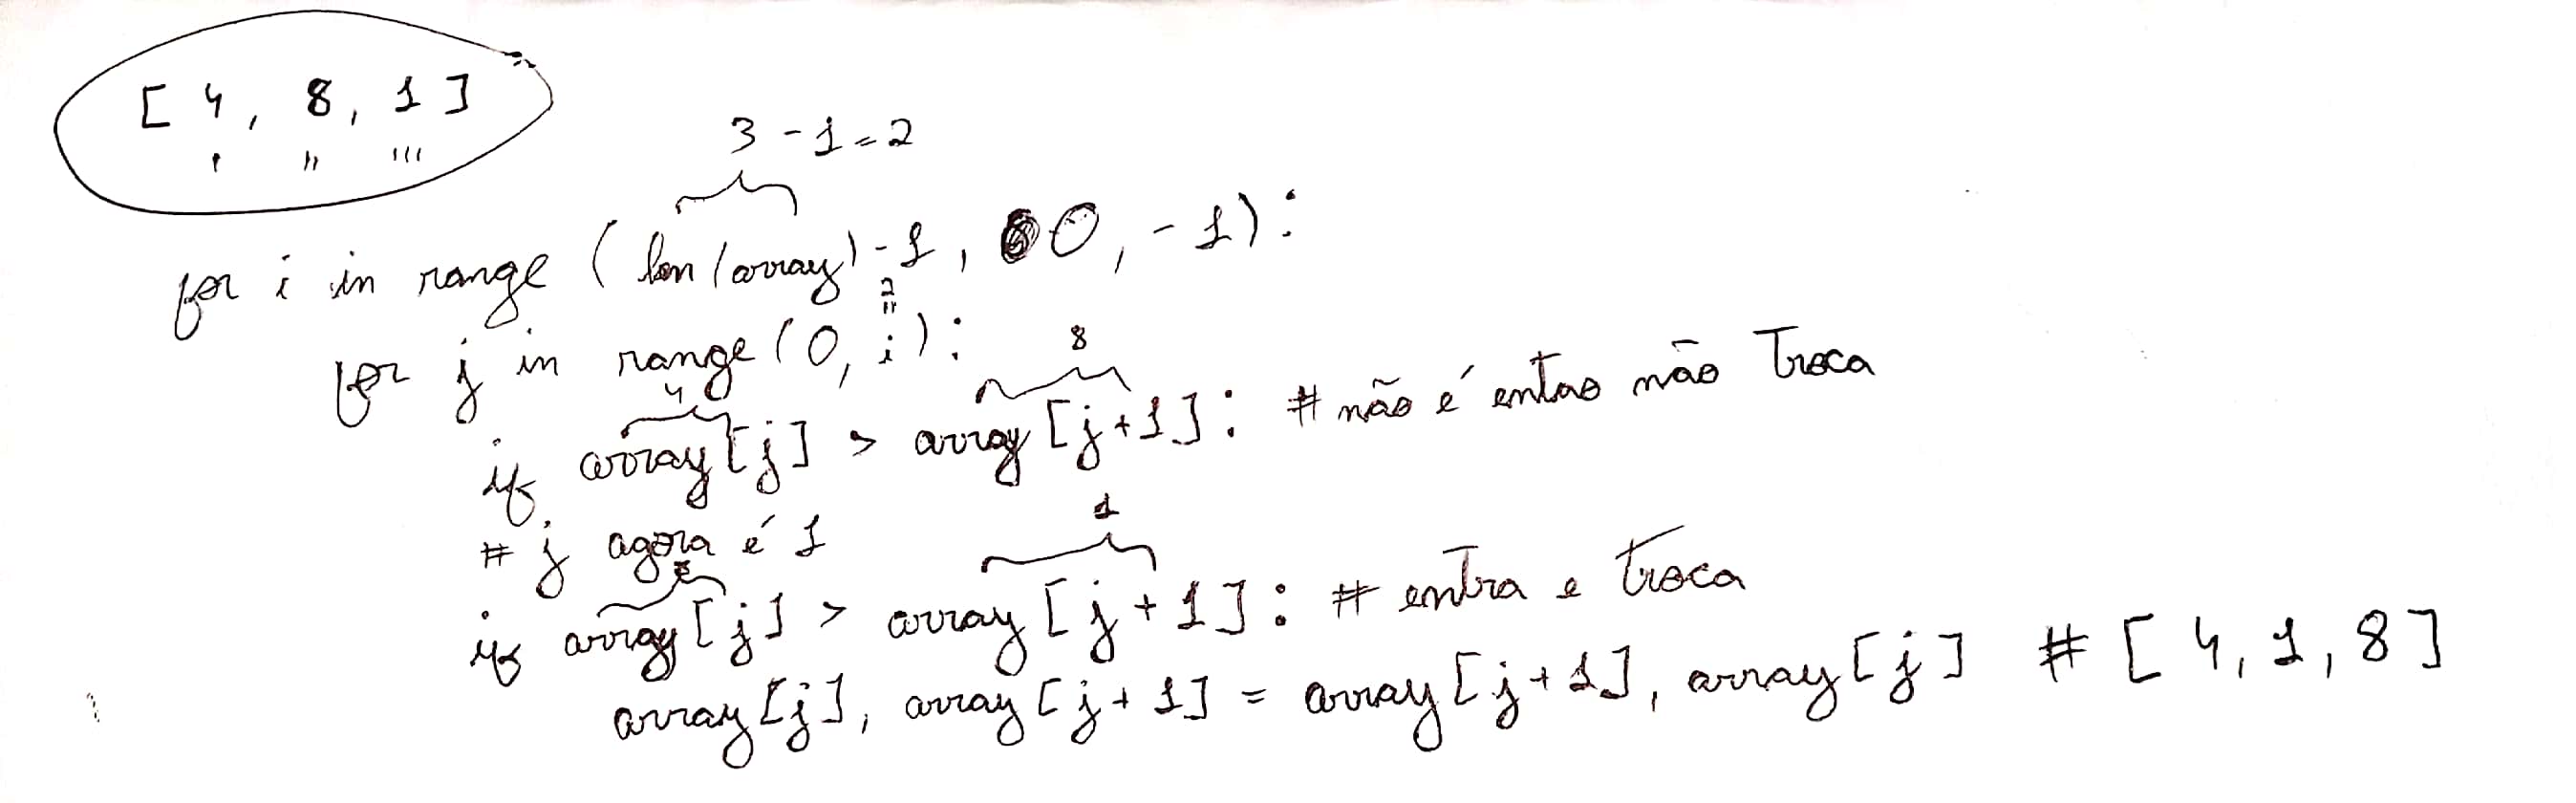 [ 4, 8, 1 ]
' '' '''
3 - 1 = 2
for i in range ( len (array) - 1, 0, - 1):
2
"
for j in range (0, i):
4 8
if array [j] > array [j+1]: # não é entao não Troca
# j agora é 1
8 1
if array [j] > array [j + 1]: # entra e troca
array [j], array [j + 1] = array [j + 1], array [j] # [ 4, 1, 8 ]